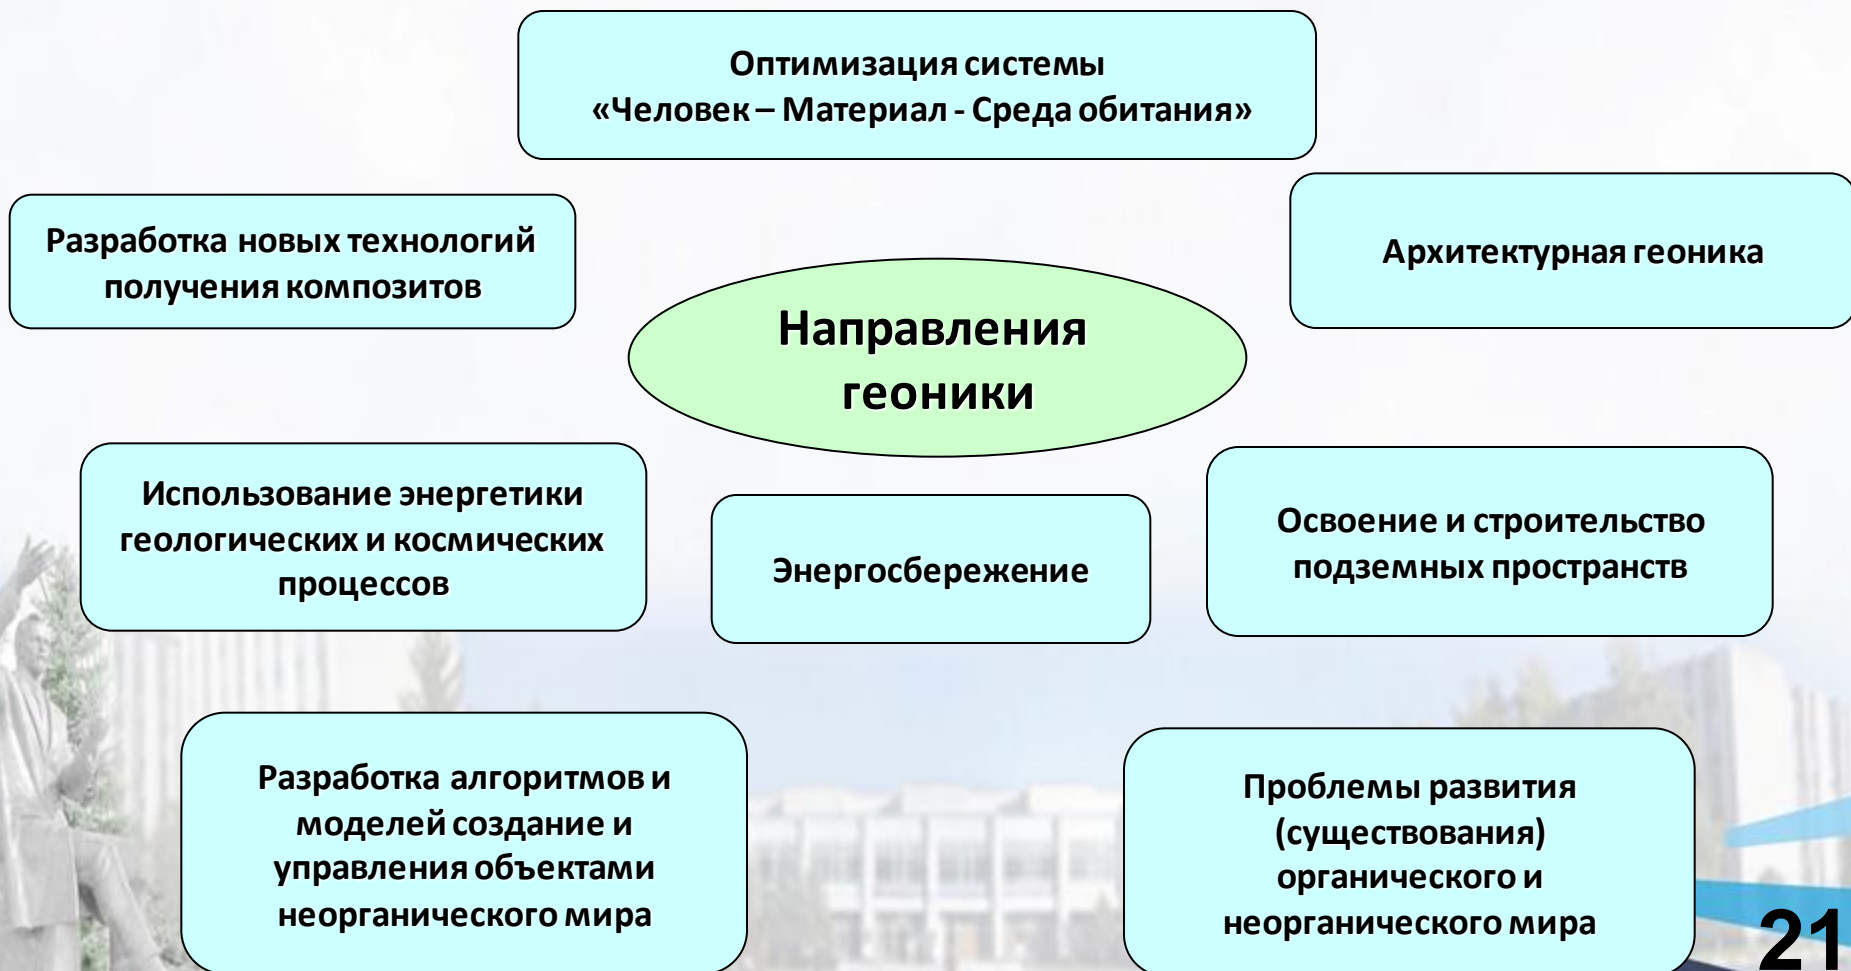 Оптимизация системы
«Человек – Материал - Среда обитания»
Разработка новых технологий
получения композитов
Архитектурная геоника
Направления
геоники
Использование энергетики
геологических и космических
процессов
Энергосбережение
Освоение и строительство
подземных пространств
Разработка алгоритмов и
моделей создание и
управления объектами
неорганического мира
Проблемы развития
(существования)
органического и
неорганического мира
21